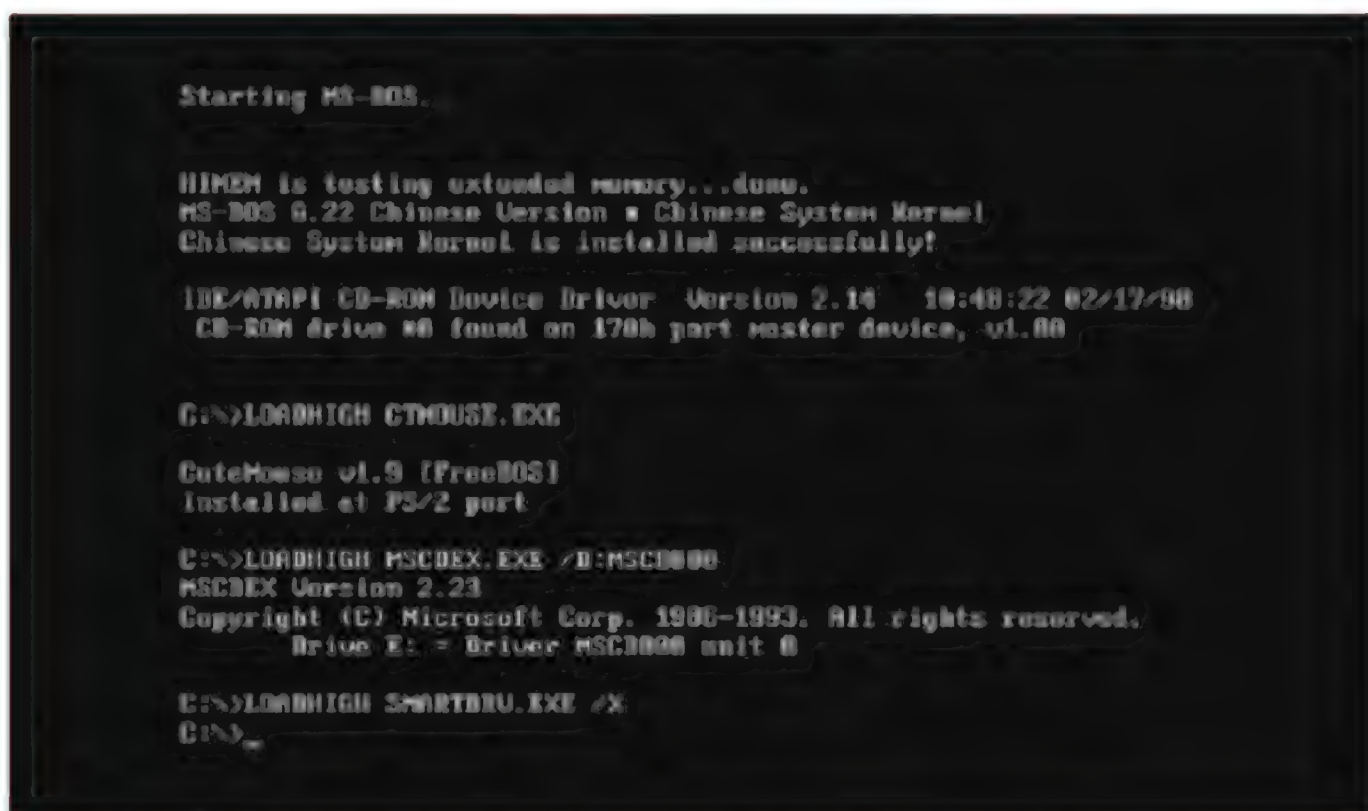 Starting MS-DOS.
HIMEM is testing extended memory...done.
MS-DOS 6.22 Chinese Version Chinese System Kernel
Chinese System Kernel is installed successfully!
IDE/ATAPI CD-ROM Device Driver Version 2.14 10:48:22 02/17/98
CD-ROM drive #0 found on 170h port master device, v1.00
C:\>LOADHIGH CTMOUSE.EXE
CuteMouse v1.9 [FreeDOS]
Installed at PS/2 port
C:\>LOADHIGH MSCDEX.EXE /D:MSCD000
MSCDEX Version 2.23
Copyright (C) Microsoft Corp. 1986-1993. All rights reserved.
Drive E: = Driver MSCD000 unit 0
C:\>LOADHIGH SMARTDRV.EXE /X
C:\>_